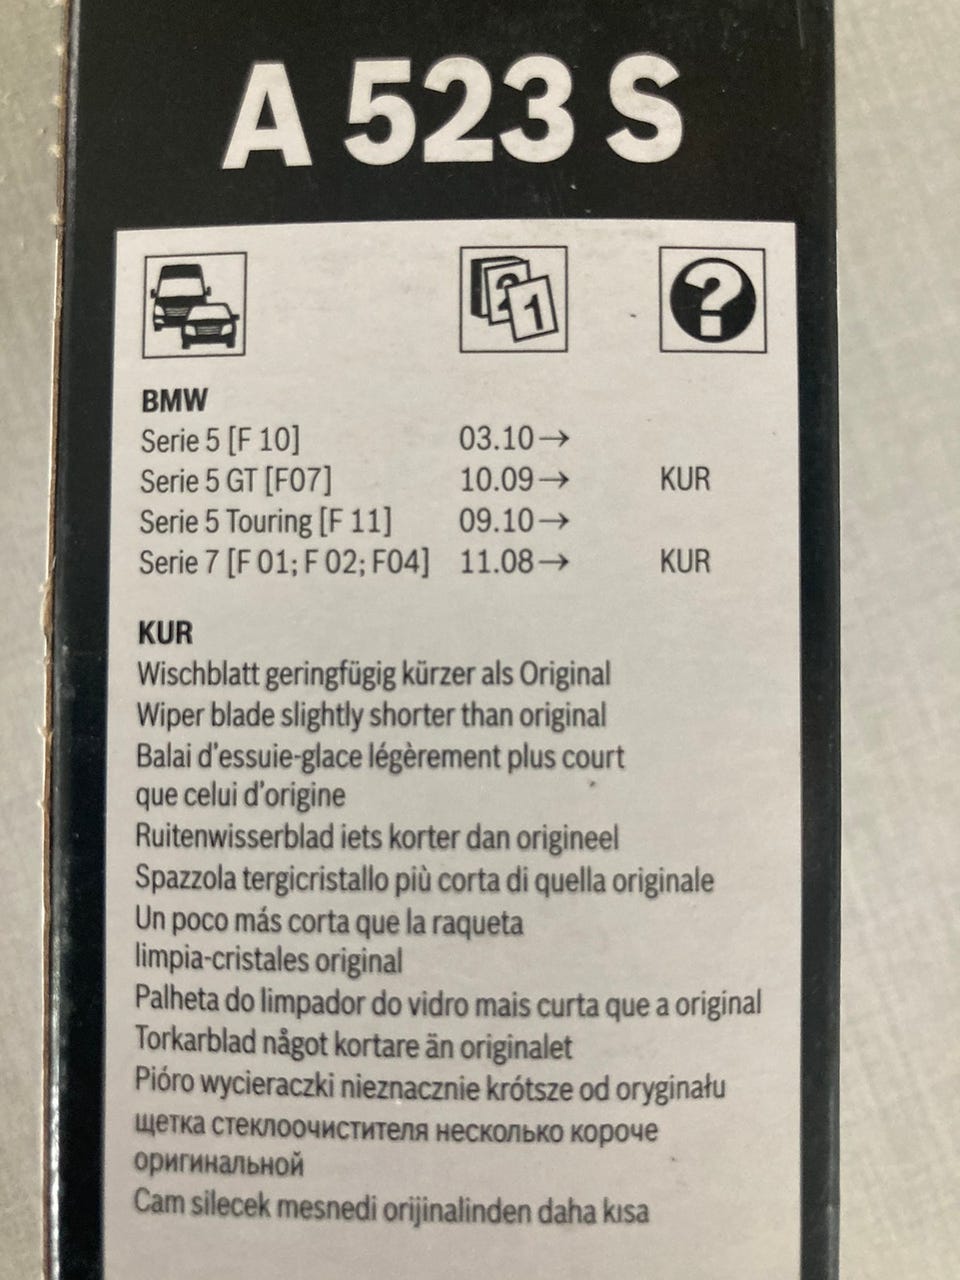 A 523 S
2 1 ?
BMW
Serie 5 [F 10] 03.10→
Serie 5 GT [F07] 10.09→ KUR
Serie 5 Touring [F 11] 09.10→
Serie 7 [F 01; F 02; F04] 11.08→ KUR
KUR
Wischblatt geringfügig kürzer als Original
Wiper blade slightly shorter than original
Balai d'essuie-glace légèrement plus court
que celui d'origine
Ruitenwisserblad iets korter dan origineel
Spazzola tergicristallo più corta di quella originale
Un poco más corta que la raqueta
limpia-cristales original
Palheta do limpador do vidro mais curta que a original
Torkarblad något kortare än originalet
Pióro wycieraczki nieznacznie krótsze od oryginału
щетка стеклоочистителя несколько короче
оригинальной
Cam silecek mesnedi orijinalinden daha kısa